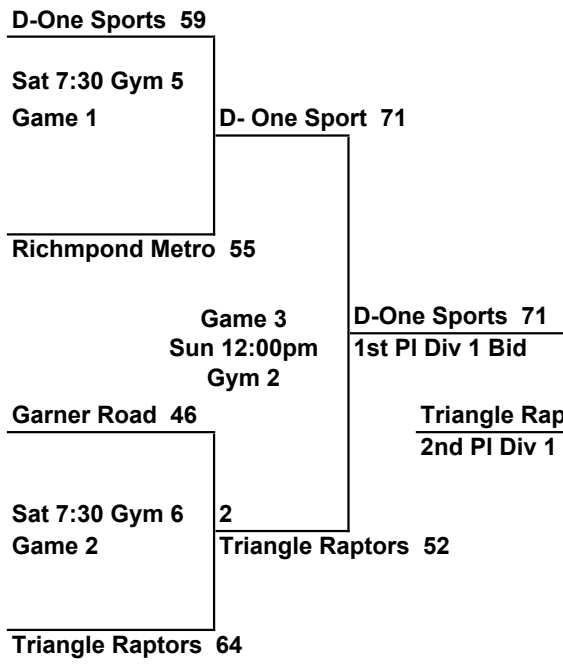 D-One Sports 59
Sat 7:30 Gym 5
Game 1
D- One Sport 71
Richmpond Metro 55
Game 3
Sun 12:00pm
Gym 2
D-One Sports 71
1st Pl Div 1 Bid
Garner Road 46
Triangle Rap
2nd Pl Div 1
Sat 7:30 Gym 6
Game 2
2
Triangle Raptors 52
Triangle Raptors 64